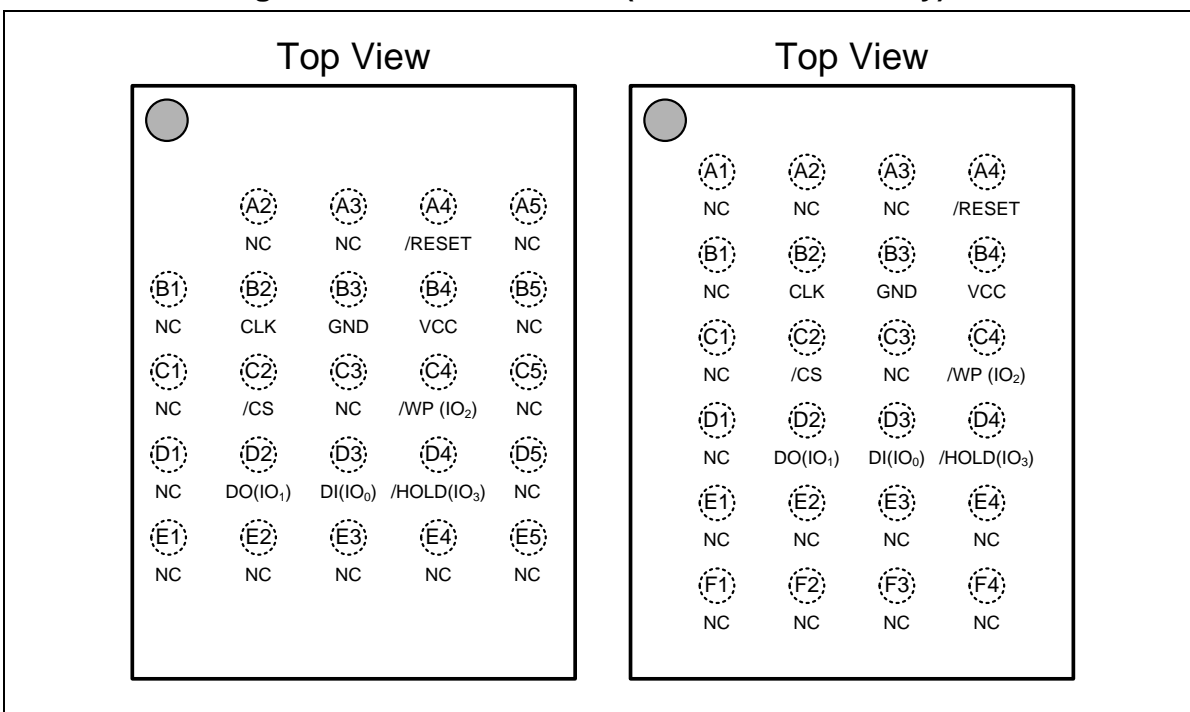 Top View
A2 A3 A4 A5
NC NC /RESET NC
B1 B2 B3 B4 B5
NC CLK GND VCC NC
C1 C2 C3 C4 C5
NC /CS NC /WP (IO₂) NC
D1 D2 D3 D4 D5
NC DO(IO₁) DI(IO₀) /HOLD(IO₃) NC
E1 E2 E3 E4 E5
NC NC NC NC NC
Top View
A1 A2 A3 A4
NC NC NC /RESET
B1 B2 B3 B4
NC CLK GND VCC
C1 C2 C3 C4
NC /CS NC /WP (IO₂)
D1 D2 D3 D4
NC DO(IO₁) DI(IO₀) /HOLD(IO₃)
E1 E2 E3 E4
NC NC NC NC
F1 F2 F3 F4
NC NC NC NC